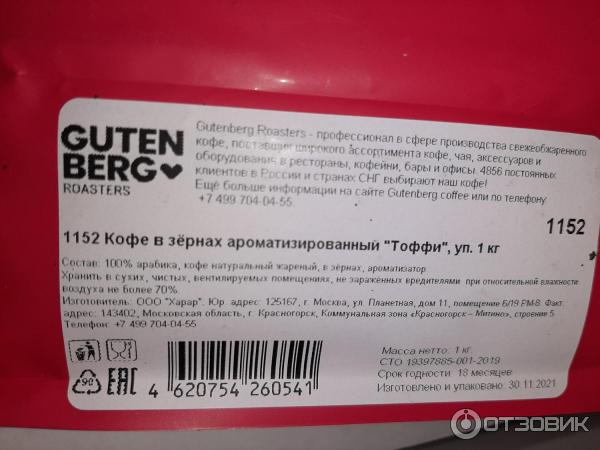 GUTEN
BERG
ROASTERS
Gutenberg Roasters - профессионал в сфере производства свежеобжаренного
кофе, поставщик широкого ассортимента кофе, чая, аксессуаров и
оборудования в рестораны, кофейни, бары и офисы. 4856 постоянных
клиентов в России и странах СНГ выбирают наш кофе!
Ещё больше информации на сайте Gutenberg.coffee или по телефону:
+7 499 704-04-55
1152
1152 Кофе в зёрнах ароматизированный "Тоффи", уп. 1 кг
Состав: 100% арабика, кофе натуральный жареный, в зёрнах, ароматизатор
Хранить в сухих, чистых, вентилируемых помещениях, не заражённых вредителями при относительной влажности
воздуха не более 70%.
Изготовитель: ООО "Харар". Юр. адрес: 125167, г. Москва, ул. Планетная, дом 11, помещение 6/19 РМ-8. Факт.
адрес: 143402, Московская область, г. Красногорск, Коммунальная зона «Красногорск – Митино», строение 5
Телефон: +7 499 704-04-55
90
EAC
4 620754 260541
Масса нетто: 1 кг.
СТО 19397885-001-2019
Срок годности: 18 месяцев
Изготовлено и упаковано: 30.11.2021
ОТЗОВИК